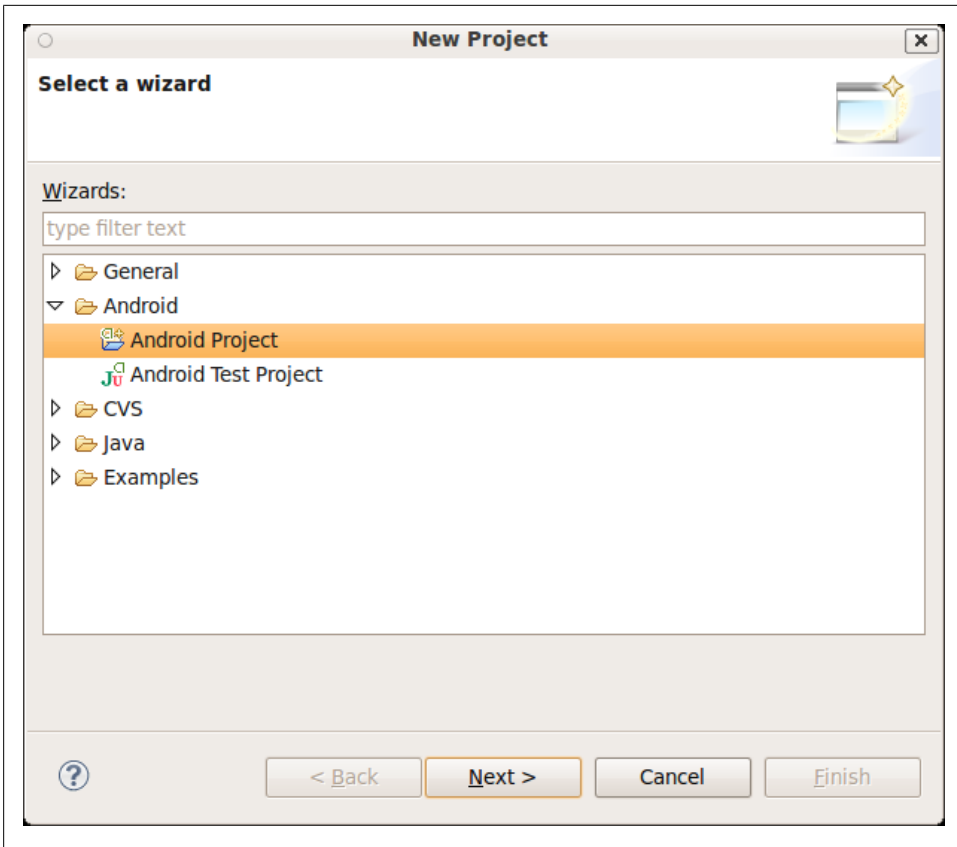 New Project
Select a wizard
Wizards:
type filter text
General
Android
Android Project
Android Test Project
CVS
Java
Examples
< Back Next > Cancel Finish